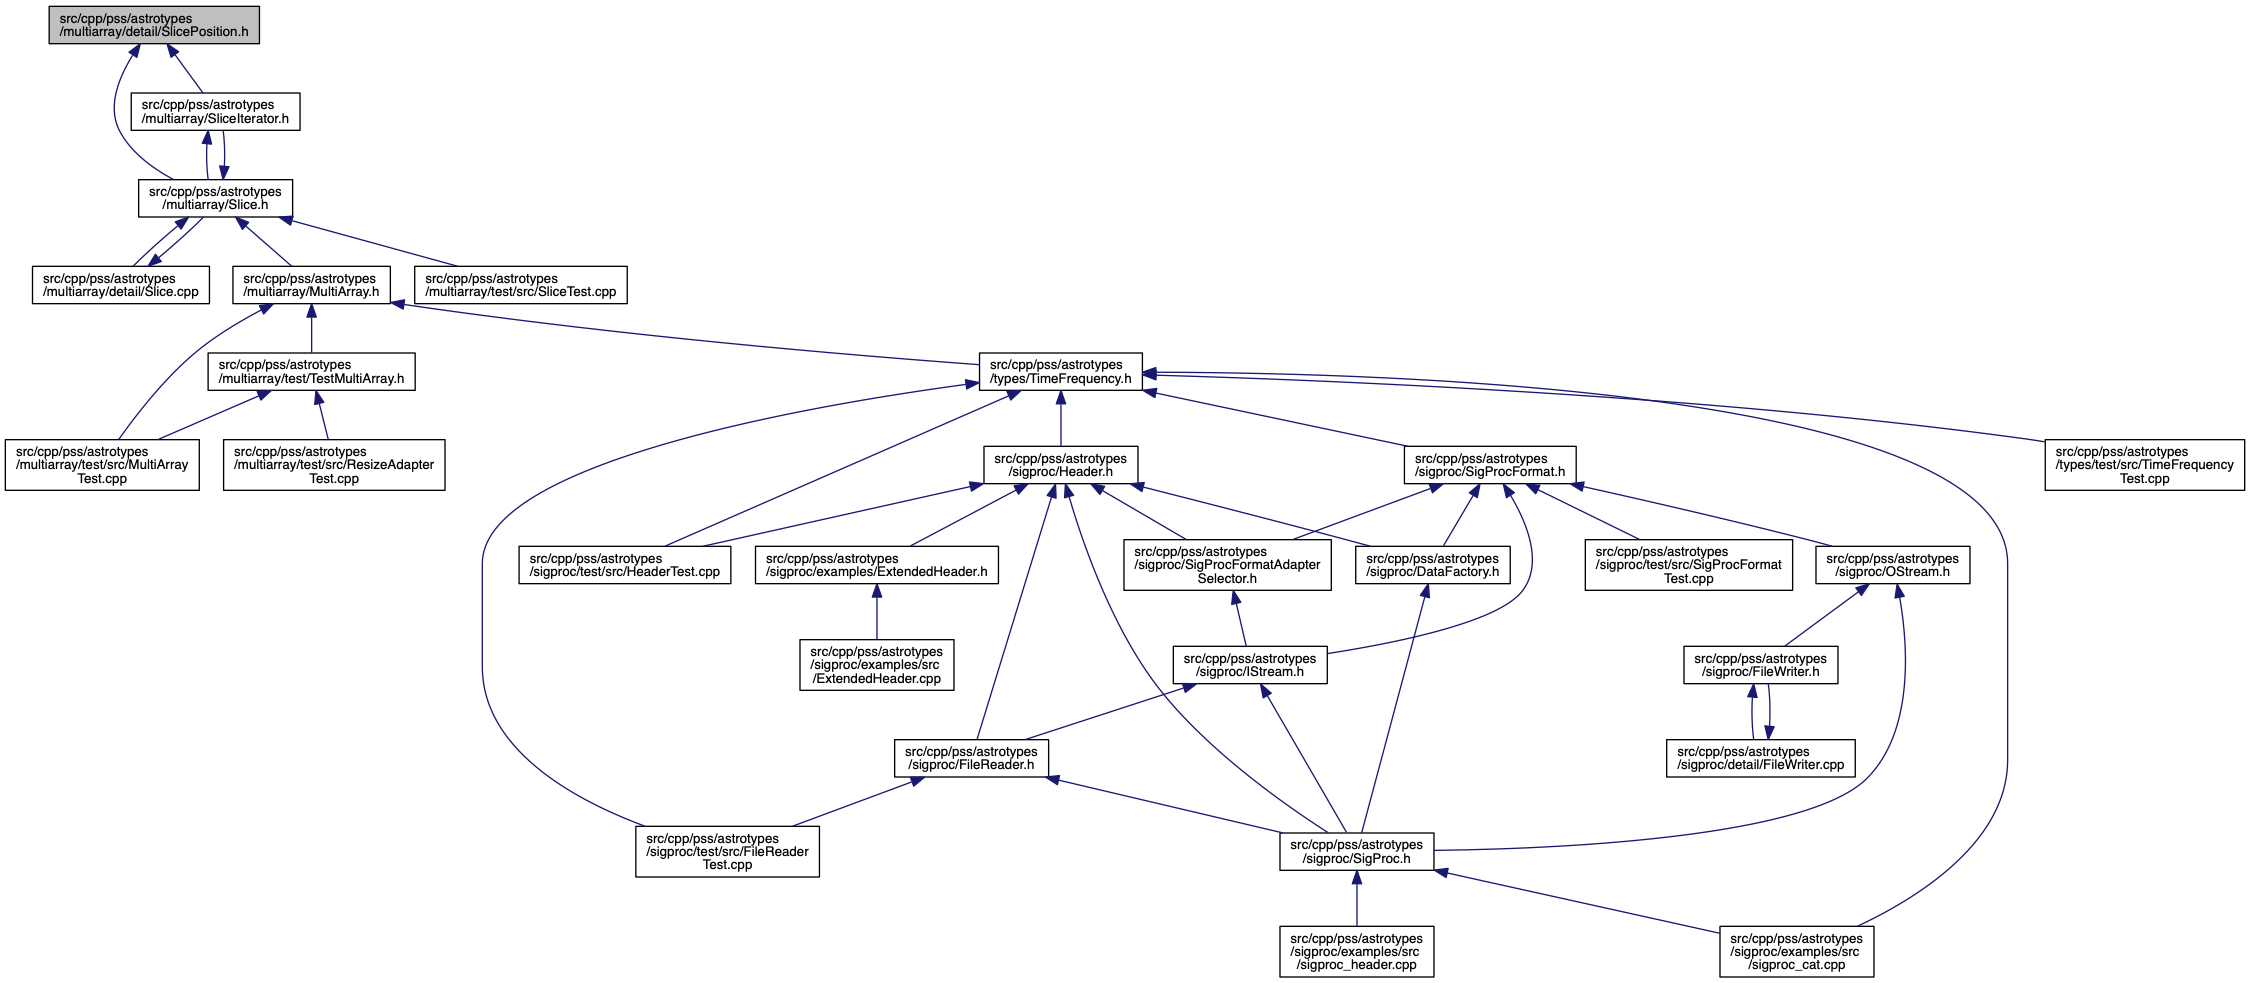 src/cpp/pss/astrotypes
/multiarray/detail/SlicePosition.h
src/cpp/pss/astrotypes
/multiarray/SliceIterator.h
src/cpp/pss/astrotypes
/multiarray/Slice.h
src/cpp/pss/astrotypes
/multiarray/detail/Slice.cpp
src/cpp/pss/astrotypes
/multiarray/MultiArray.h
src/cpp/pss/astrotypes
/multiarray/test/src/SliceTest.cpp
src/cpp/pss/astrotypes
/multiarray/test/TestMultiArray.h
src/cpp/pss/astrotypes
/types/TimeFrequency.h
src/cpp/pss/astrotypes
/multiarray/test/src/MultiArray
Test.cpp
src/cpp/pss/astrotypes
/multiarray/test/src/ResizeAdapter
Test.cpp
src/cpp/pss/astrotypes
/sigproc/Header.h
src/cpp/pss/astrotypes
/sigproc/SigProcFormat.h
src/cpp/pss/astrotypes
/types/test/src/TimeFrequency
Test.cpp
src/cpp/pss/astrotypes
/sigproc/test/src/HeaderTest.cpp
src/cpp/pss/astrotypes
/sigproc/examples/ExtendedHeader.h
src/cpp/pss/astrotypes
/sigproc/SigProcFormatAdapter
Selector.h
src/cpp/pss/astrotypes
/sigproc/DataFactory.h
src/cpp/pss/astrotypes
/sigproc/test/src/SigProcFormat
Test.cpp
src/cpp/pss/astrotypes
/sigproc/OStream.h
src/cpp/pss/astrotypes
/sigproc/examples/src
/ExtendedHeader.cpp
src/cpp/pss/astrotypes
/sigproc/IStream.h
src/cpp/pss/astrotypes
/sigproc/FileWriter.h
src/cpp/pss/astrotypes
/sigproc/FileReader.h
src/cpp/pss/astrotypes
/sigproc/detail/FileWriter.cpp
src/cpp/pss/astrotypes
/sigproc/test/src/FileReader
Test.cpp
src/cpp/pss/astrotypes
/sigproc/SigProc.h
src/cpp/pss/astrotypes
/sigproc/examples/src
/sigproc_header.cpp
src/cpp/pss/astrotypes
/sigproc/examples/src
/sigproc_cat.cpp